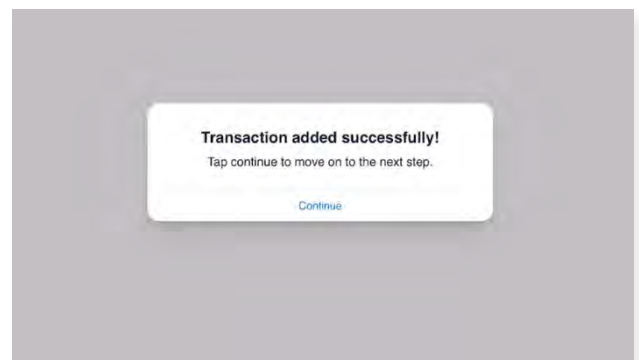 Transaction added successfully!
Tap continue to move on to the next step.
Continue